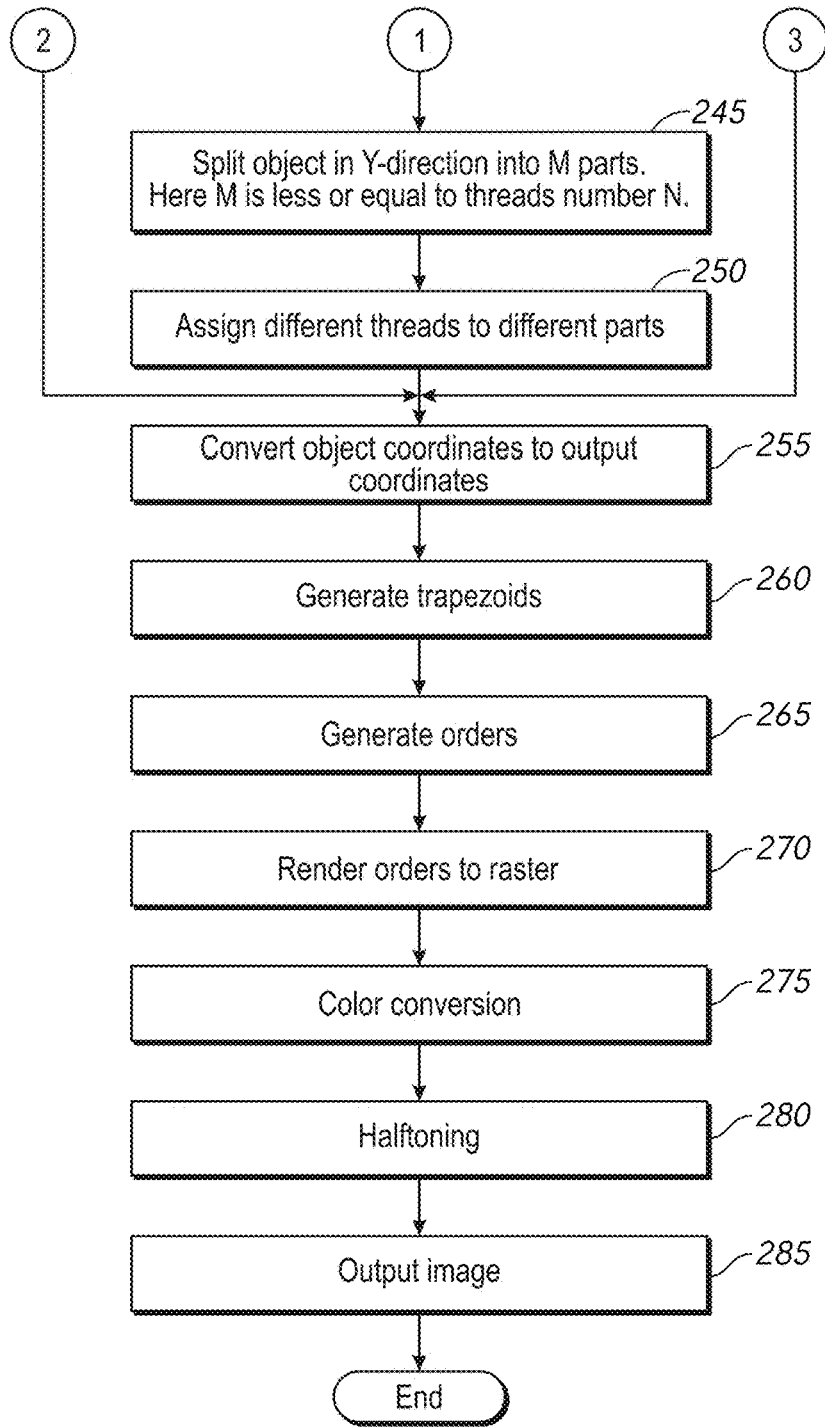 2
1
3
245
Split object in Y-direction into M parts.
Here M is less or equal to threads number N.
250
Assign different threads to different parts
Convert object coordinates to output
coordinates
255
Generate trapezoids
260
Generate orders
265
Render orders to raster
270
Color conversion
275
Halftoning
280
Output image
285
End